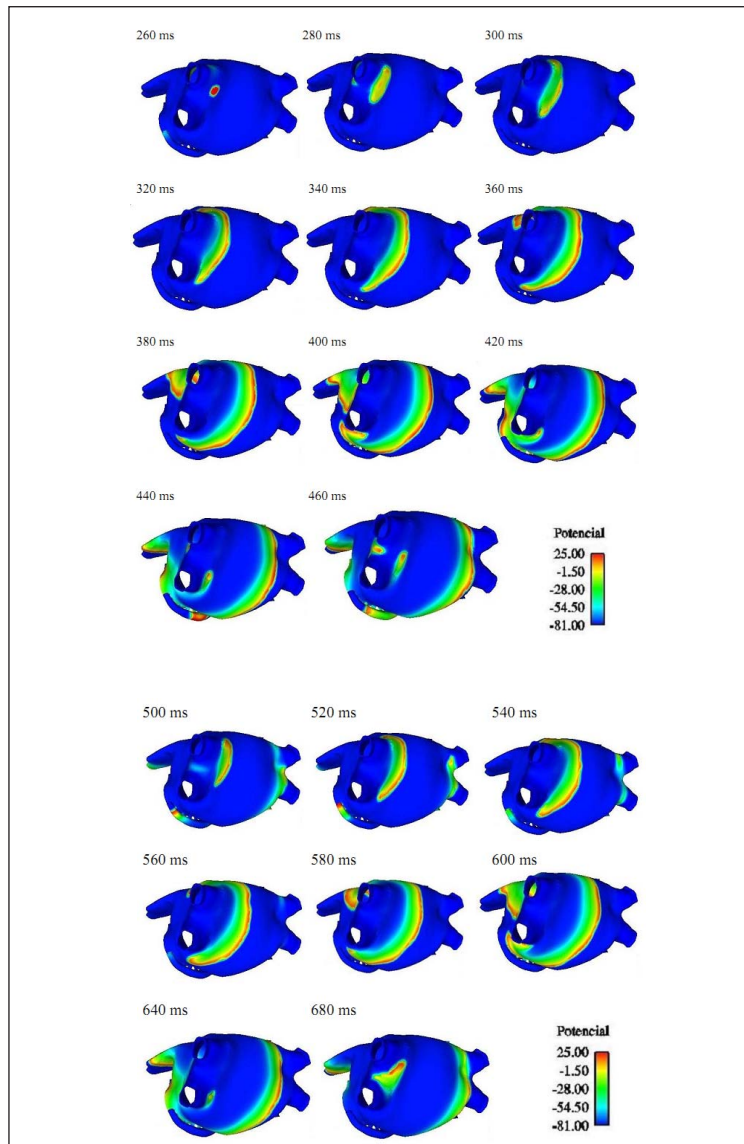 260 ms
280 ms
300 ms
320 ms
340 ms
360 ms
380 ms
400 ms
420 ms
440 ms
460 ms
Potencial
25.00
-1.50
-28.00
-54.50
-81.00
500 ms
520 ms
540 ms
560 ms
580 ms
600 ms
640 ms
680 ms
Potencial
25.00
-1.50
-28.00
-54.50
-81.00